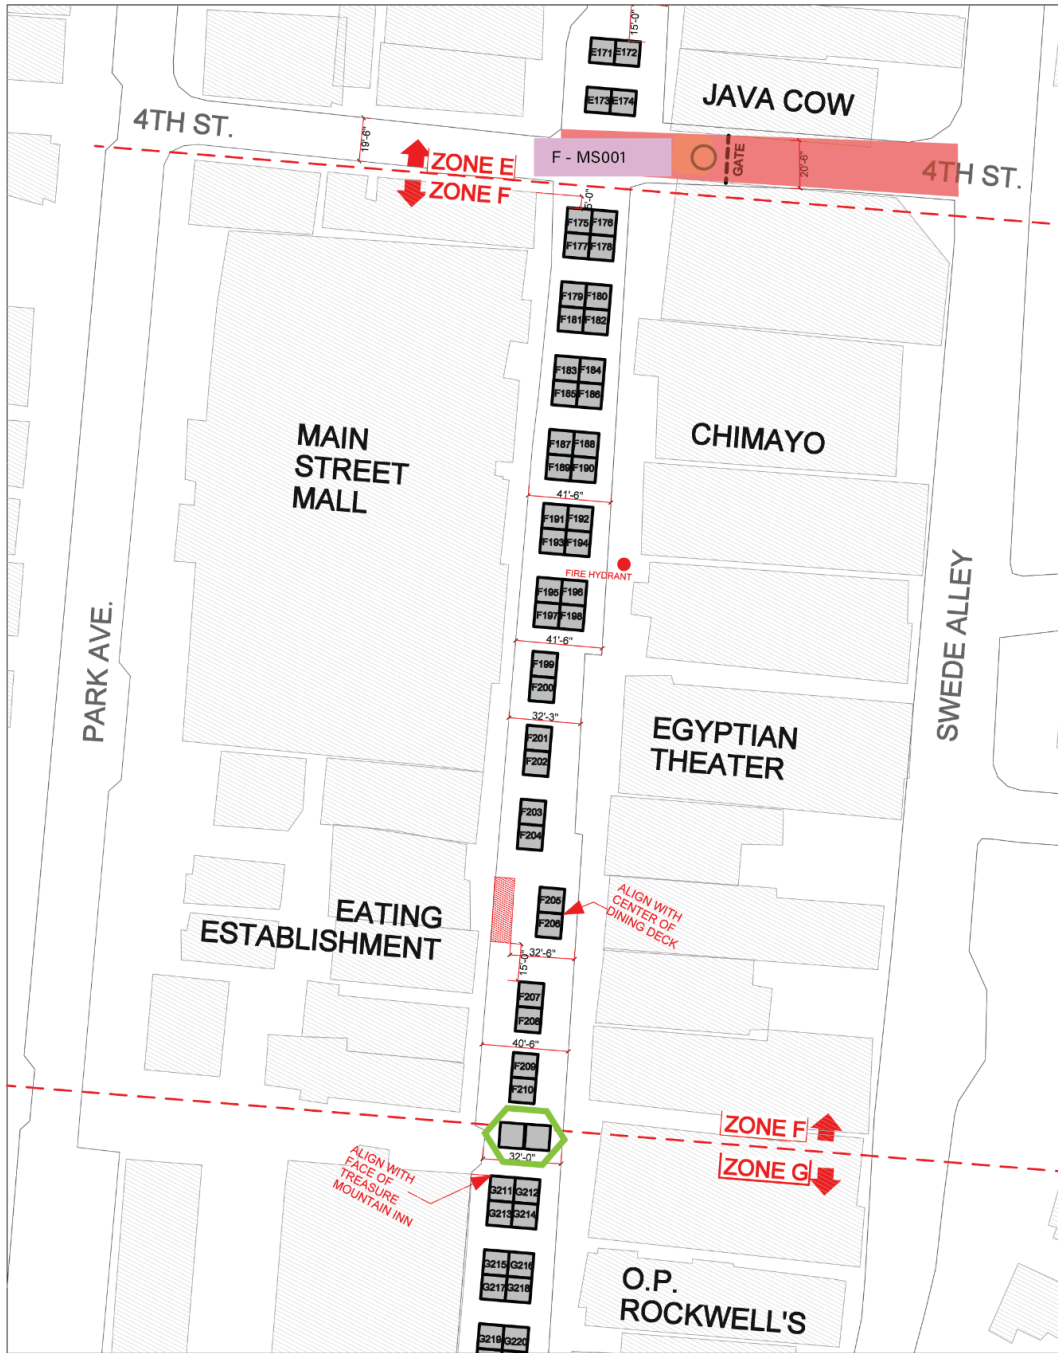 15'-0"
E171 E172
E173 E174
JAVA COW
4TH ST.
19'-6"
F - MS001
GATE
20'-6"
4TH ST.
ZONE E
ZONE F
F175 F176
F177 F178
F179 F180
F181 F182
F183 F184
F185 F186
MAIN
STREET
MALL
CHIMAYO
F187 F188
F189 F190
41'-6"
F191 F192
F193 F194
FIRE HYDRANT
F195 F196
F197 F198
41'-6"
PARK AVE.
SWEDE ALLEY
F199
F200
32'-3"
EGYPTIAN
THEATER
F201
F202
F203
F204
ALIGN WITH
CENTER OF
DINING DECK
F205
F206
EATING
ESTABLISHMENT
32'-6"
15'-0"
F207
F208
40'-6"
F209
F210
ZONE F
ZONE G
32'-0"
ALIGN WITH
FACE OF
TREASURE
MOUNTAIN INN
G211 G212
G213 G214
G215 G216
G217 G218
O.P.
ROCKWELL'S
G219 G220